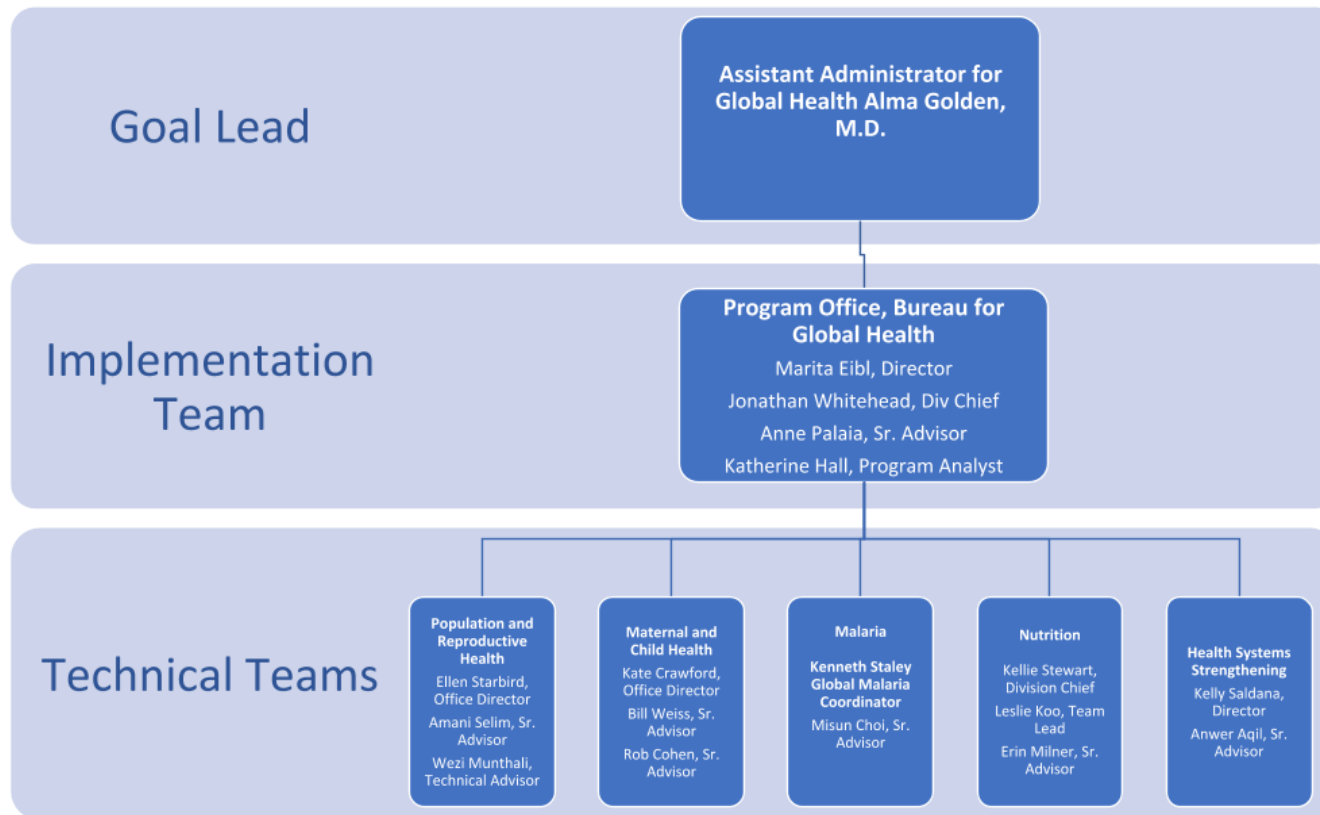 Goal Lead
Assistant Administrator for
Global Health Alma Golden,
M.D.
Implementation
Team
Program Office, Bureau for
Global Health
Marita Eibl, Director
Jonathan Whitehead, Div Chief
Anne Palaia, Sr. Advisor
Katherine Hall, Program Analyst
Technical Teams
Population and
Reproductive
Health
Ellen Starbird,
Office Director
Amani Selim, Sr.
Advisor
Wezi Munthali,
Technical Advisor
Maternal and
Child Health
Kate Crawford,
Office Director
Bill Weiss, Sr.
Advisor
Rob Cohen, Sr.
Advisor
Malaria
Kenneth Staley
Global Malaria
Coordinator
Misun Choi, Sr.
Advisor
Nutrition
Kellie Stewart,
Division Chief
Leslie Koo, Team
Lead
Erin Milner, Sr.
Advisor
Health Systems
Strengthening
Kelly Saldana,
Director
Anwer Aqil, Sr.
Advisor